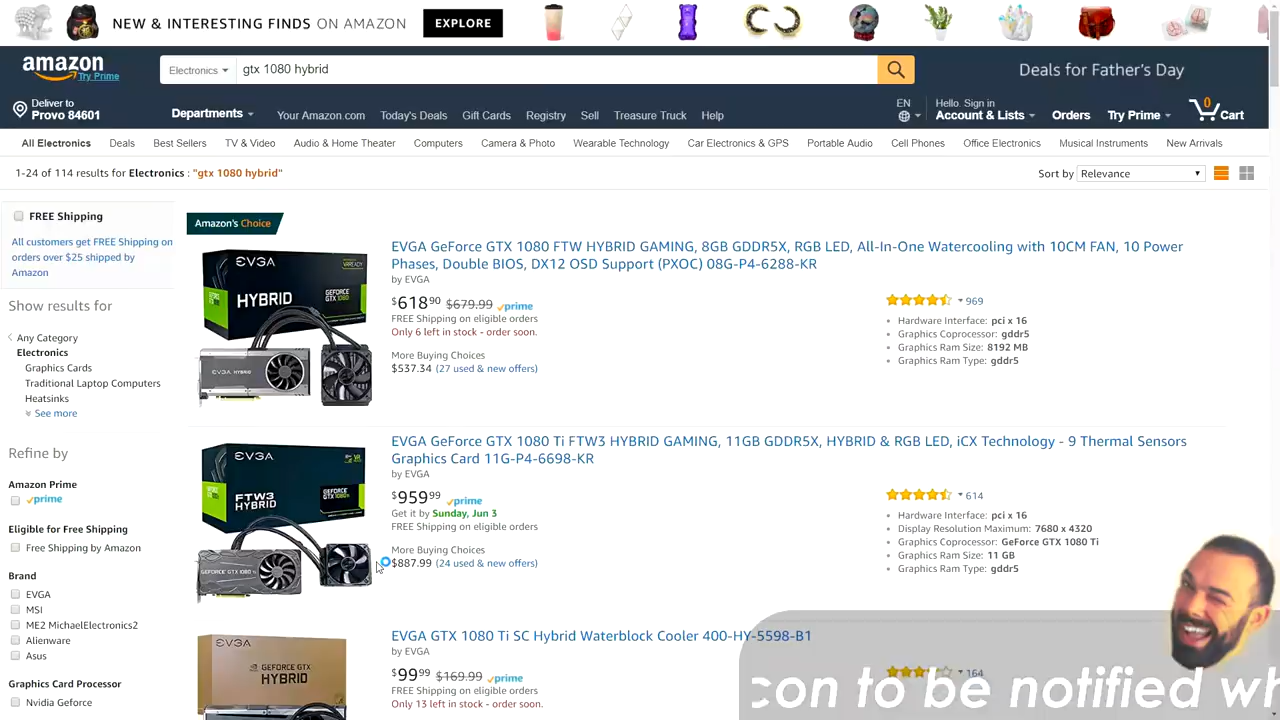 NEW & INTERESTING FINDS ON AMAZON EXPLORE
amazon
Try Prime
Electronics
gtx 1080 hybrid
Deals for Father's Day
Deliver to
Provo 84601
Departments
Your Amazon.com
Today's Deals
Gift Cards
Registry
Sell
Treasure Truck
Help
EN
Hello. Sign in
Account & Lists
Orders
Try Prime
0
Cart
All Electronics
Deals
Best Sellers
TV & Video
Audio & Home Theater
Computers
Camera & Photo
Wearable Technology
Car Electronics & GPS
Portable Audio
Cell Phones
Office Electronics
Musical Instruments
New Arrivals
1-24 of 114 results for Electronics : "gtx 1080 hybrid"
Sort by Relevance
FREE Shipping
All customers get FREE Shipping on
orders over $25 shipped by
Amazon
Show results for
Any Category
Electronics
Graphics Cards
Traditional Laptop Computers
Heatsinks
See more
Refine by
Amazon Prime
prime
Eligible for Free Shipping
Free Shipping by Amazon
Brand
EVGA
MSI
ME2 MichaelElectronics2
Alienware
Asus
Graphics Card Processor
Nvidia Geforce
Amazon's Choice
EVGA
HYBRID
GEFORCE GTX
EVGA HYBRID
EVGA GeForce GTX 1080 FTW HYBRID GAMING, 8GB GDDR5X, RGB LED, All-In-One Watercooling with 10CM FAN, 10 Power
Phases, Double BIOS, DX12 OSD Support (PXOC) 08G-P4-6288-KR
by EVGA
$618.90 $679.99 prime
FREE Shipping on eligible orders
Only 6 left in stock - order soon.
More Buying Choices
$537.34 (27 used & new offers)
969
Hardware Interface: pci x 16
Graphics Coprocessor: gddr5
Graphics Ram Size: 8192 MB
Graphics Ram Type: gddr5
EVGA
FTW3
HYBRID
GEFORCE GTX 1080 Ti
EVGA GeForce GTX 1080 Ti FTW3 HYBRID GAMING, 11GB GDDR5X, HYBRID & RGB LED, iCX Technology - 9 Thermal Sensors
Graphics Card 11G-P4-6698-KR
by EVGA
$959.99 prime
Get it by Sunday, Jun 3
FREE Shipping on eligible orders
More Buying Choices
$887.99 (24 used & new offers)
614
Hardware Interface: pci x 16
Display Resolution Maximum: 7680 x 4320
Graphics Coprocessor: GeForce GTX 1080 Ti
Graphics Ram Size: 11 GB
Graphics Ram Type: gddr5
EVGA
GEFORCE GTX
HYBRID
EVGA GTX 1080 Ti SC Hybrid Waterblock Cooler 400-HY-5598-B1
by EVGA
$99.99 $169.99 prime
FREE Shipping on eligible orders
Only 13 left in stock - order soon.
164
con to be notified wh